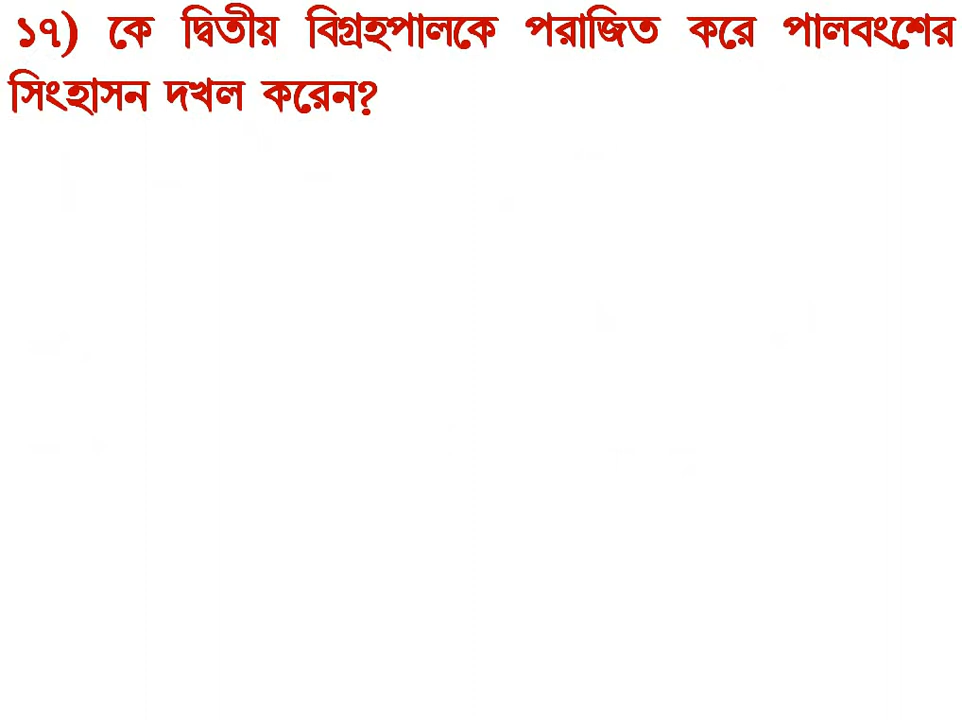 ১৭) কে দ্বিতীয় বিগ্রহপালকে পরাজিত করে পালবংশের
সিংহাসন দখল করেন?